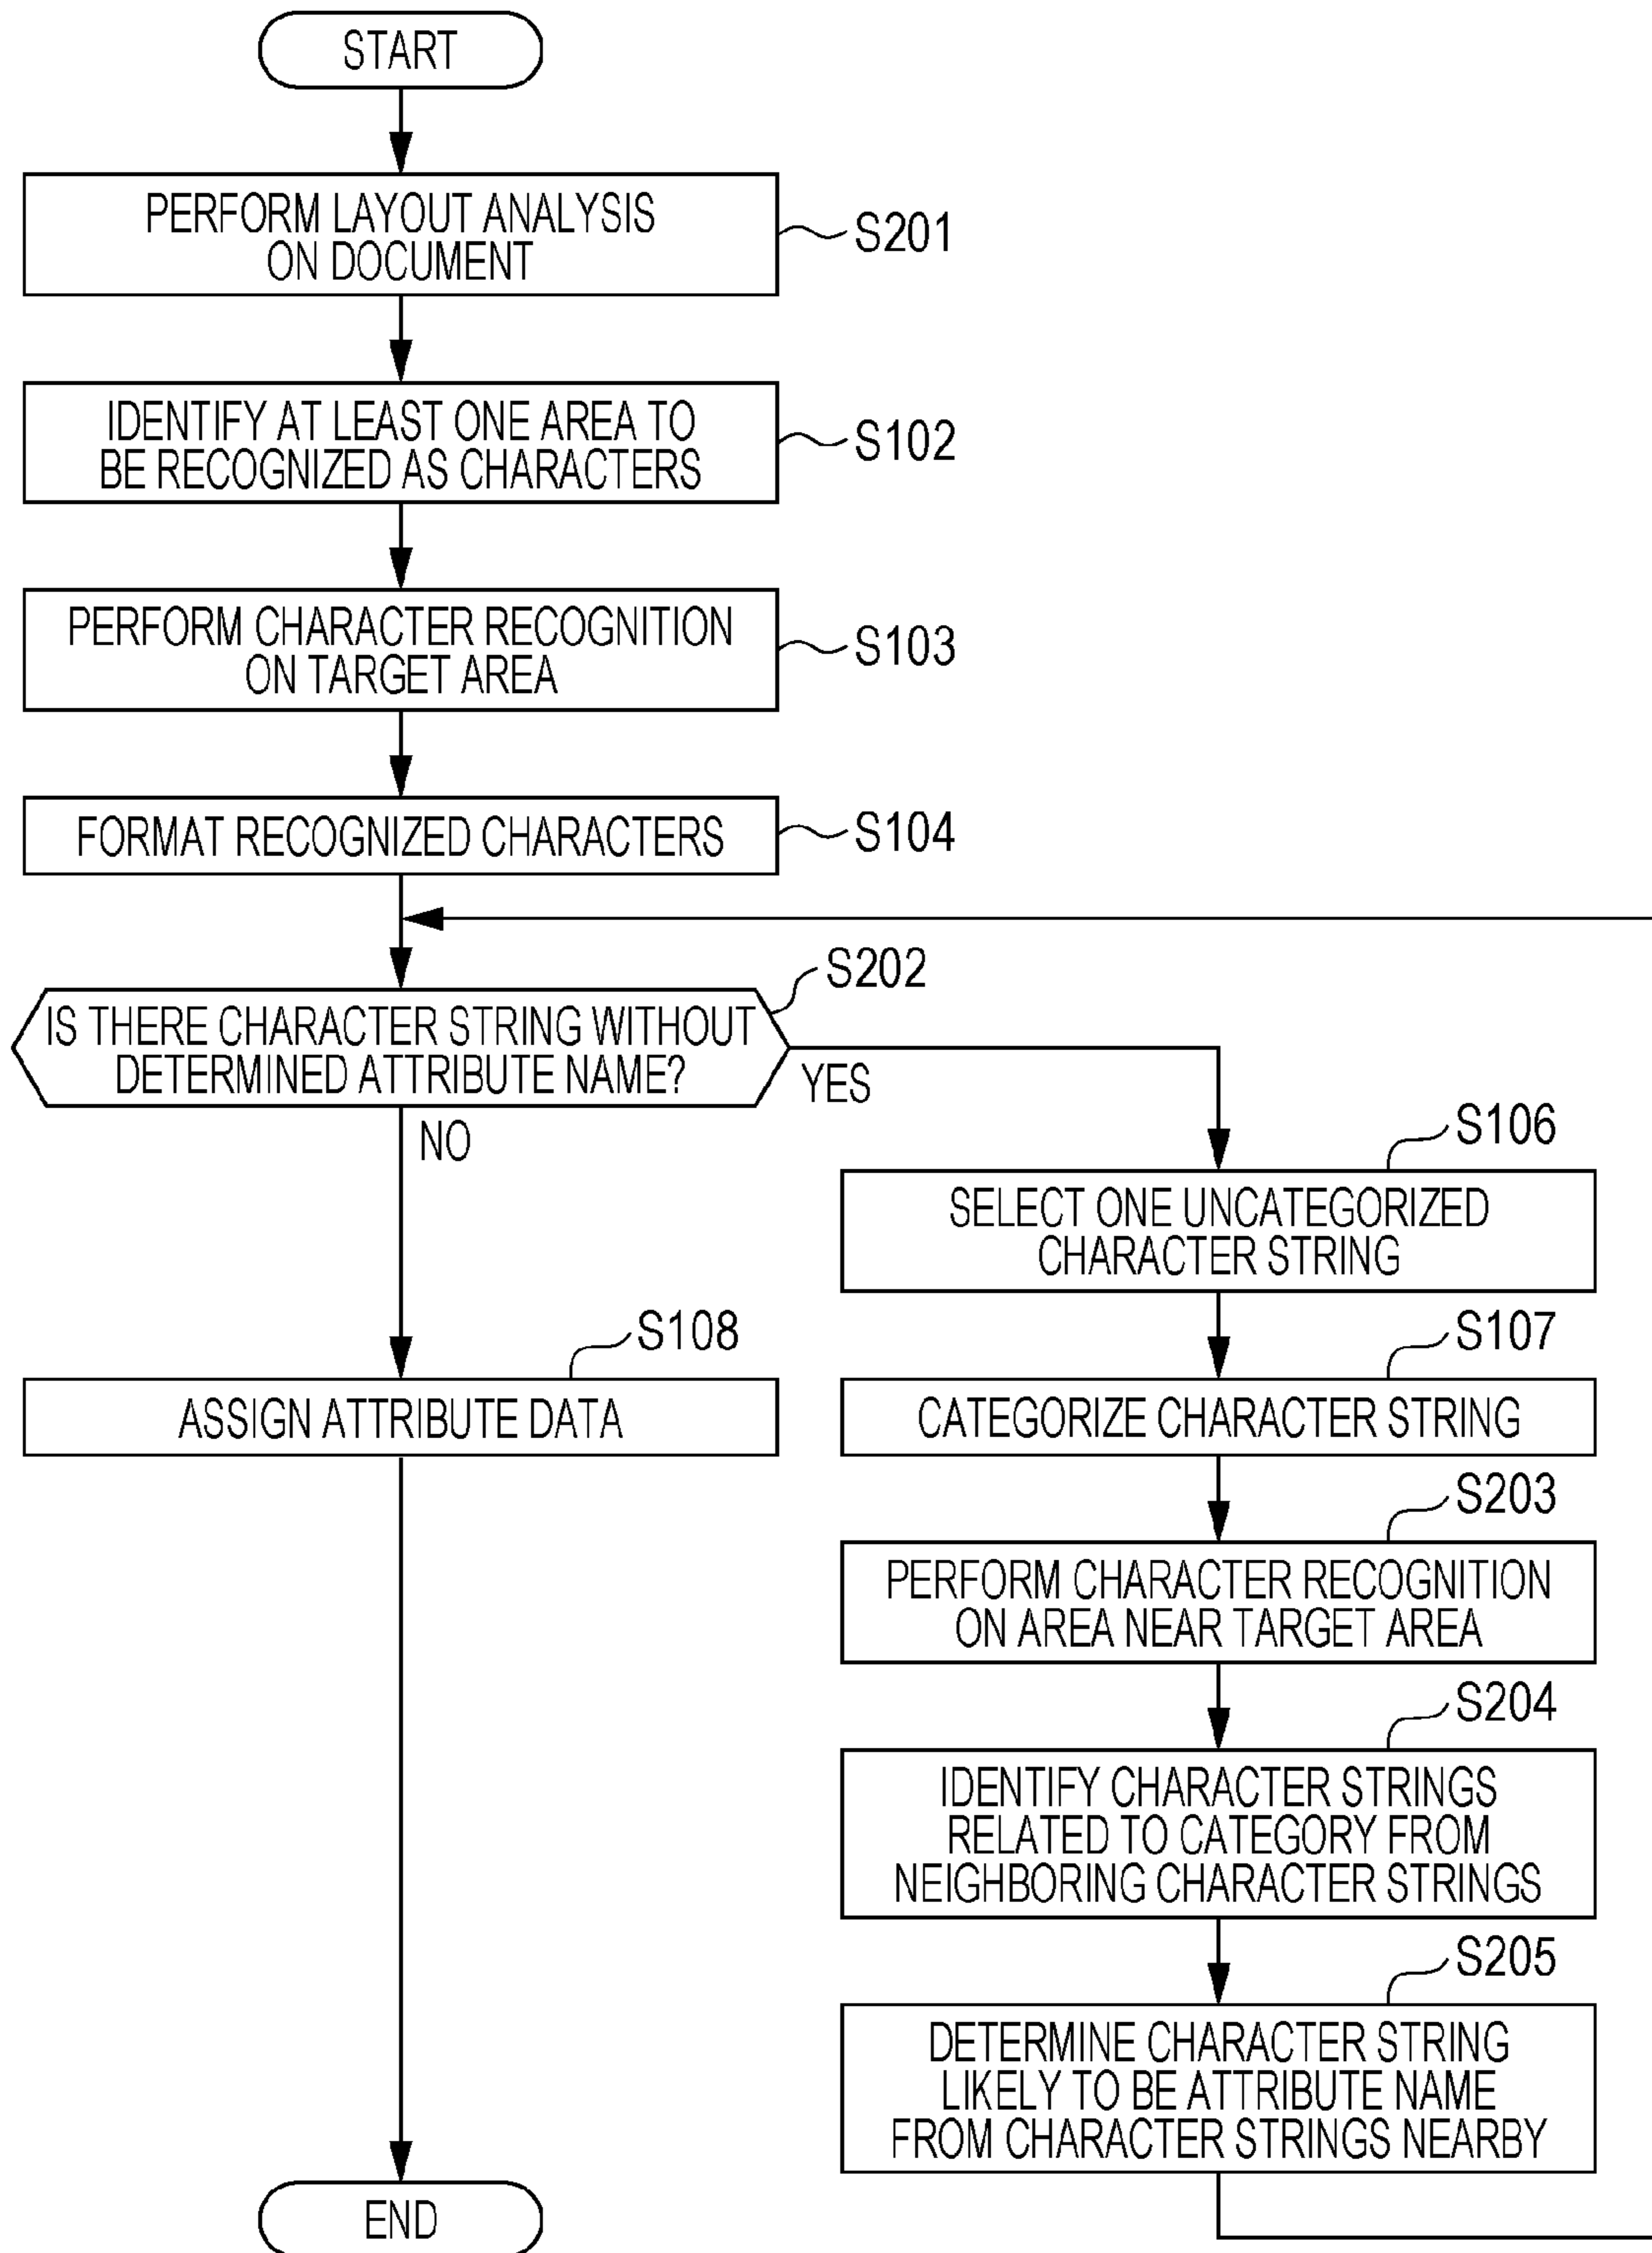 START
PERFORM LAYOUT ANALYSIS
ON DOCUMENT
S201
IDENTIFY AT LEAST ONE AREA TO
BE RECOGNIZED AS CHARACTERS
S102
PERFORM CHARACTER RECOGNITION
ON TARGET AREA
S103
FORMAT RECOGNIZED CHARACTERS
S104
S202
IS THERE CHARACTER STRING WITHOUT
DETERMINED ATTRIBUTE NAME?
YES
NO
S106
SELECT ONE UNCATEGORIZED
CHARACTER STRING
S108
ASSIGN ATTRIBUTE DATA
S107
CATEGORIZE CHARACTER STRING
S203
PERFORM CHARACTER RECOGNITION
ON AREA NEAR TARGET AREA
S204
IDENTIFY CHARACTER STRINGS
RELATED TO CATEGORY FROM
NEIGHBORING CHARACTER STRINGS
S205
DETERMINE CHARACTER STRING
LIKELY TO BE ATTRIBUTE NAME
FROM CHARACTER STRINGS NEARBY
END